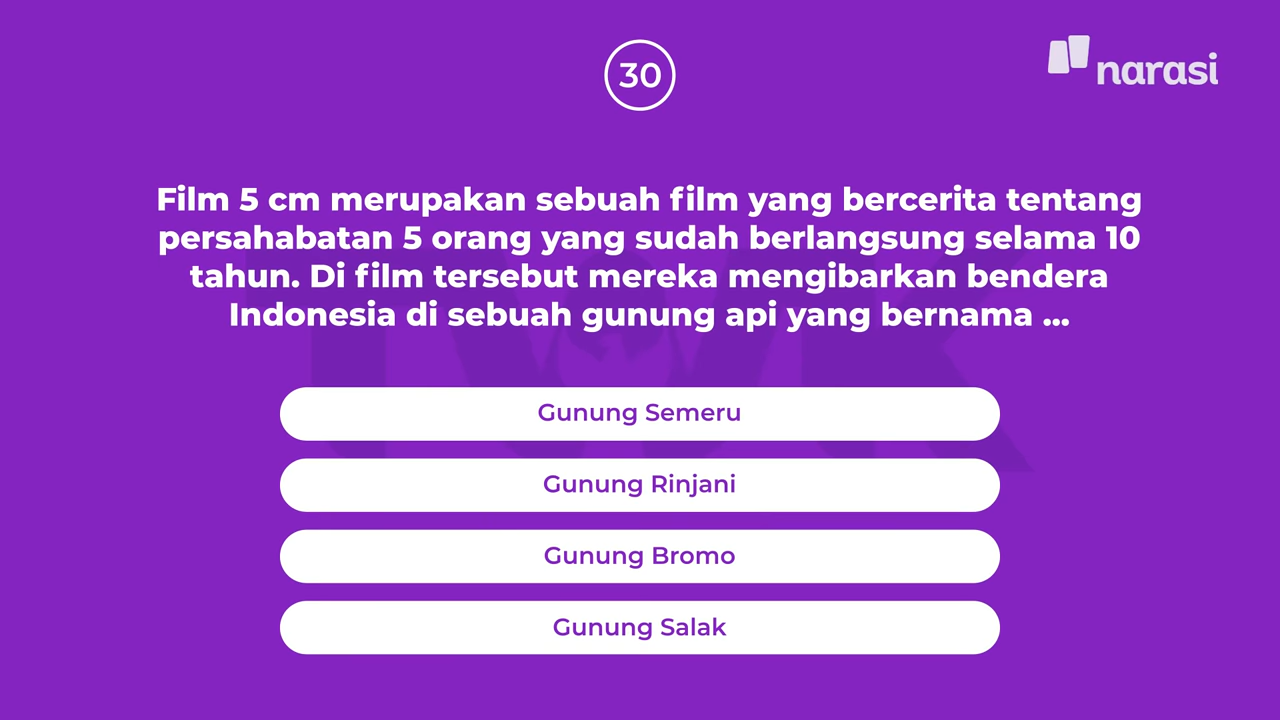 30
narasi
Film 5 cm merupakan sebuah film yang bercerita tentang
persahabatan 5 orang yang sudah berlangsung selama 10
tahun. Di film tersebut mereka mengibarkan bendera
Indonesia di sebuah gunung api yang bernama ...
TWK
Gunung Semeru
Gunung Rinjani
Gunung Bromo
Gunung Salak